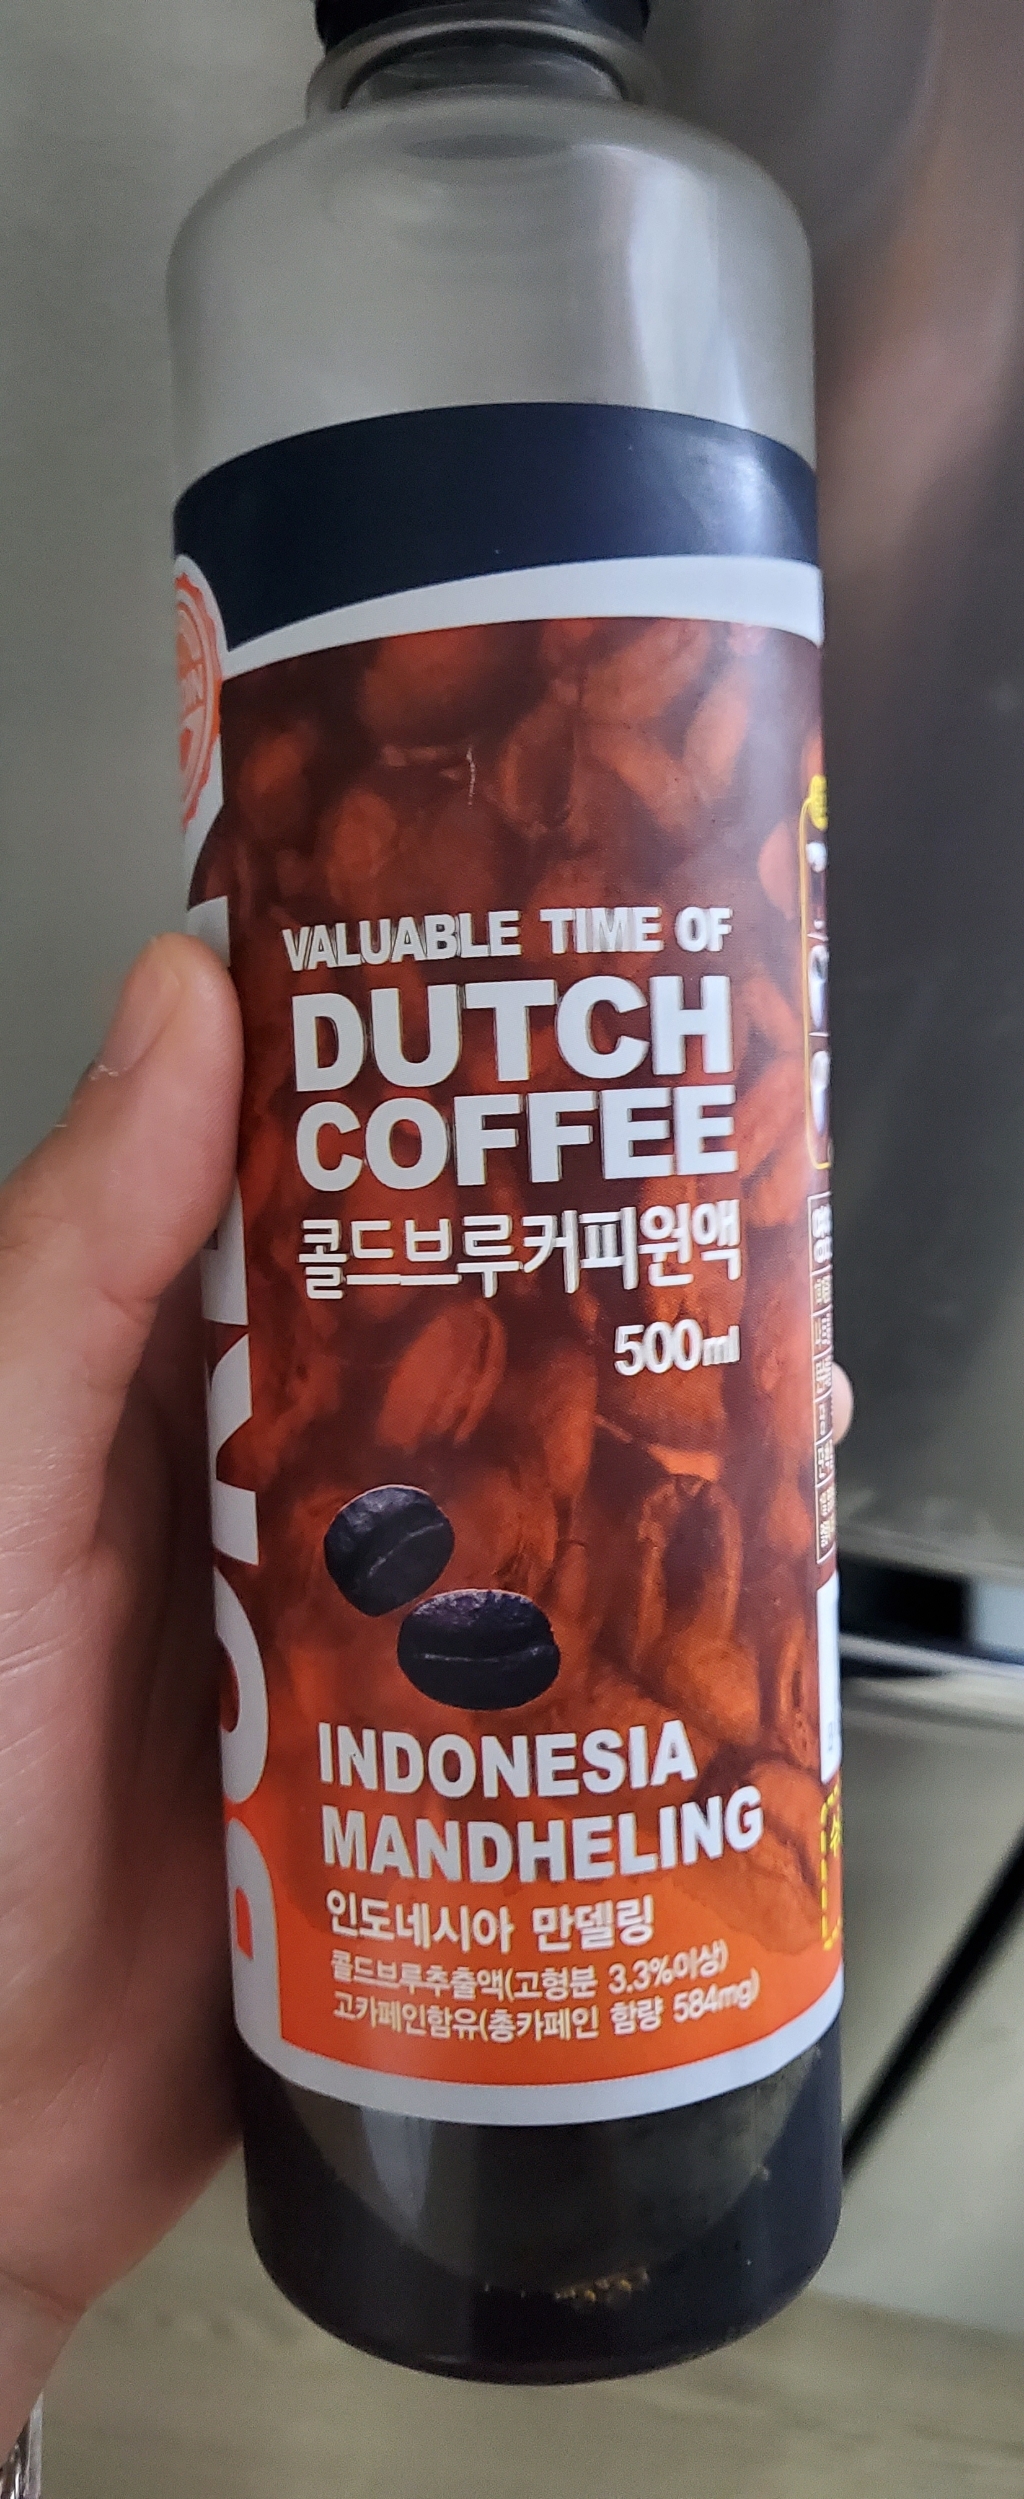 VALUABLE TIME OF
DUTCH
COFFEE
콜드브루커피원액
500ml
INDONESIA
MANDHELING
인도네시아 만델링
콜드브루추출액(고형분 3.3%이상)
고카페인함유(총카페인 함량 584mg)